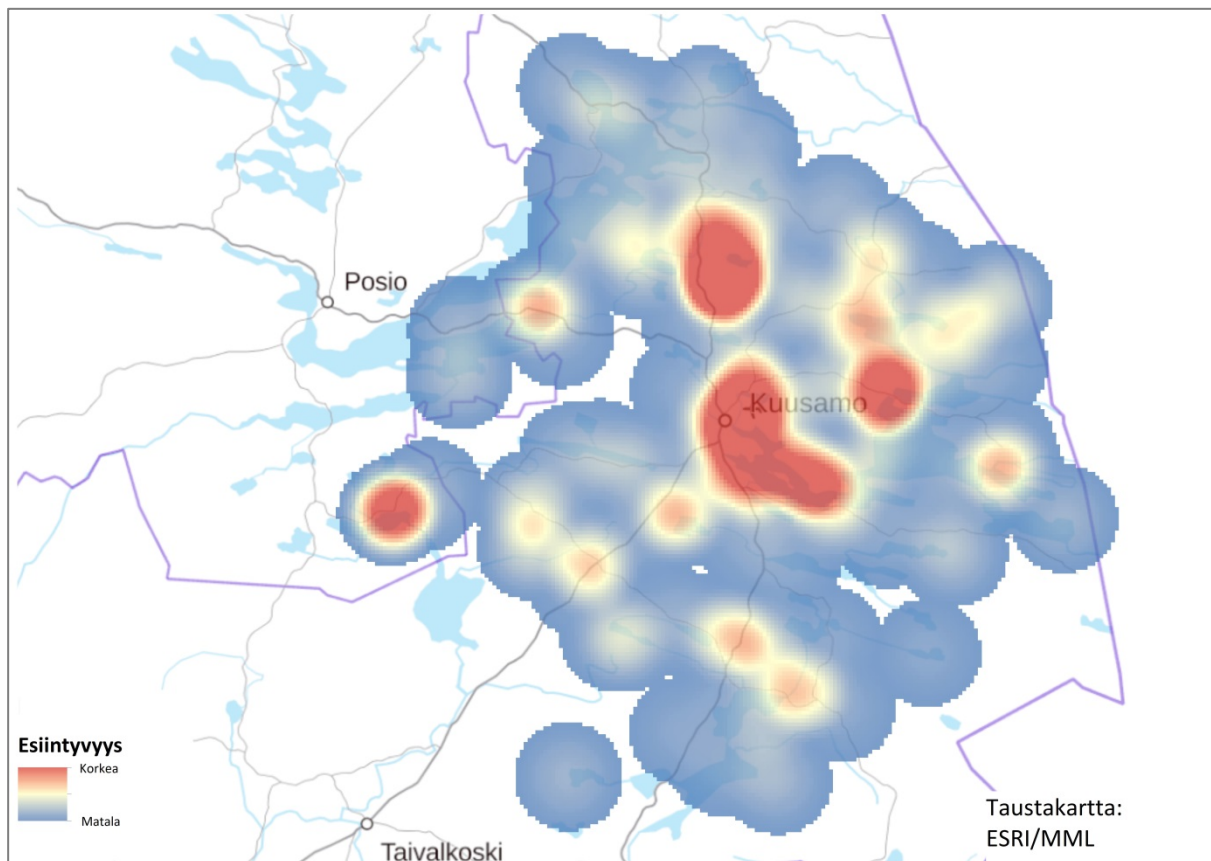 Posio
Kuusamo
Esiintyvyys
Korkea
Matala
Taustakartta:
ESRI/MML
Taivalkoski